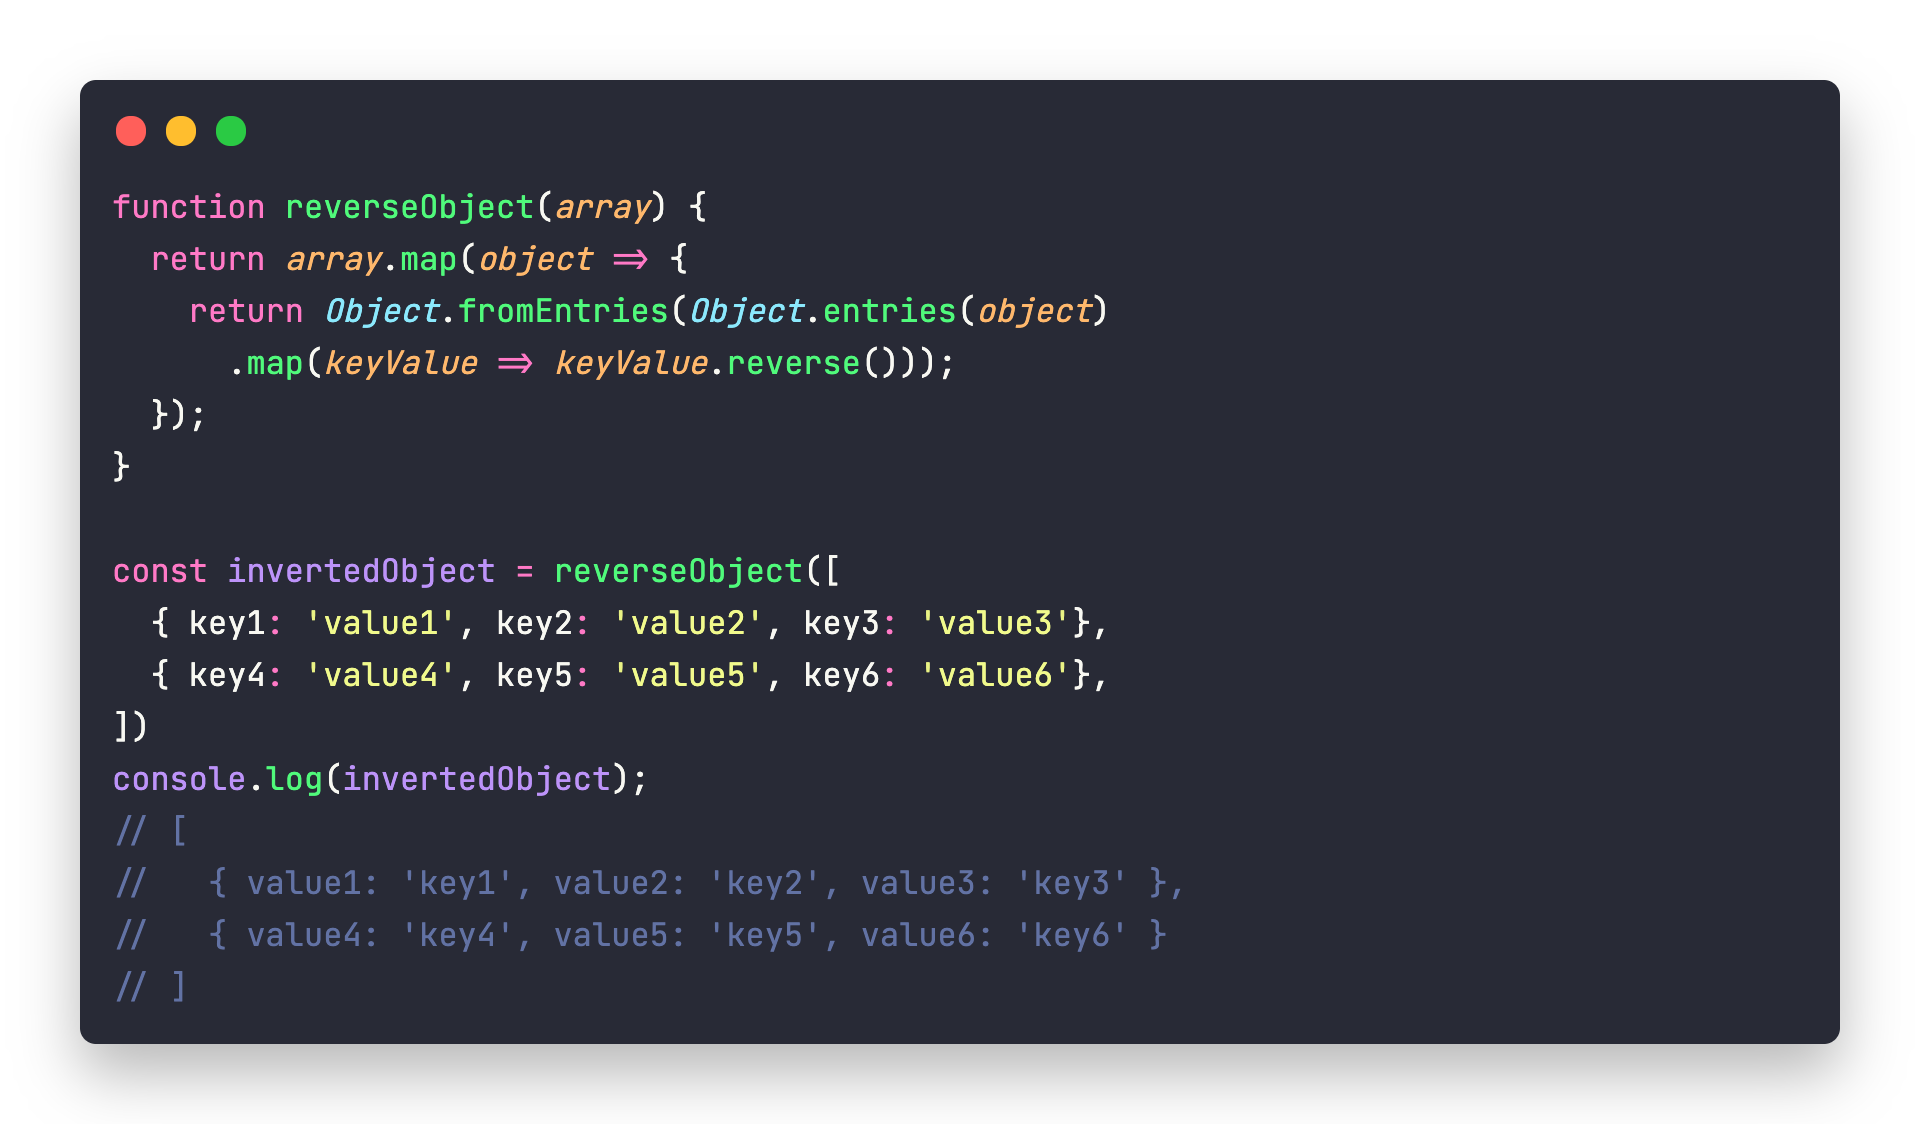 function reverseObject(array) {
  return array.map(object => {
    return Object.fromEntries(Object.entries(object)
      .map(keyValue => keyValue.reverse()));
  });
}

const invertedObject = reverseObject([
  { key1: 'value1', key2: 'value2', key3: 'value3'},
  { key4: 'value4', key5: 'value5', key6: 'value6'},
])
console.log(invertedObject);
// [
//   { value1: 'key1', value2: 'key2', value3: 'key3' },
//   { value4: 'key4', value5: 'key5', value6: 'key6' }
// ]